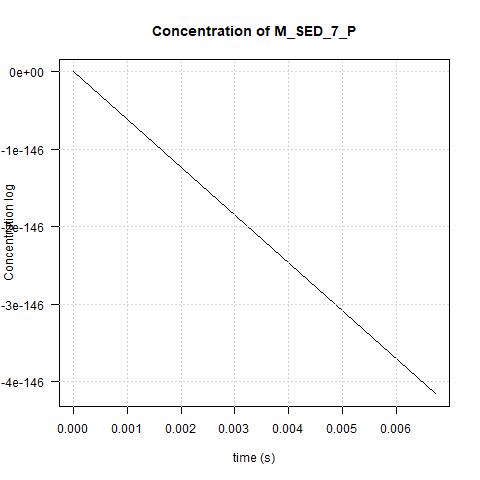 Concentration of M_SED_7_P
Concentration log
0e+00
-1e-146
-2e-146
-3e-146
-4e-146
0.000 0.001 0.002 0.003 0.004 0.005 0.006
time (s)